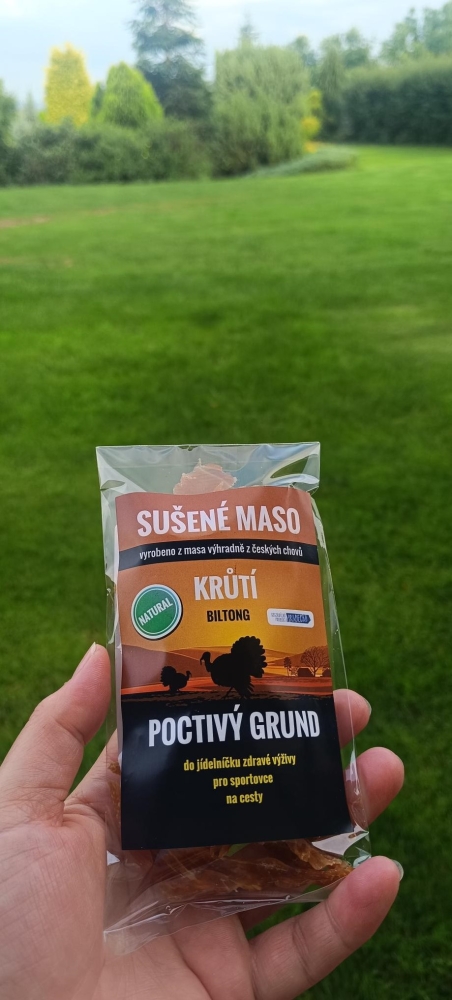 SUŠENÉ MASO
vyrobeno z masa výhradně z českých chovů
KRŮTÍ
NATURAL
BILTONG
POCTIVÝ GRUND
do jídelníčku zdravé výživy
pro sportovce
na cesty